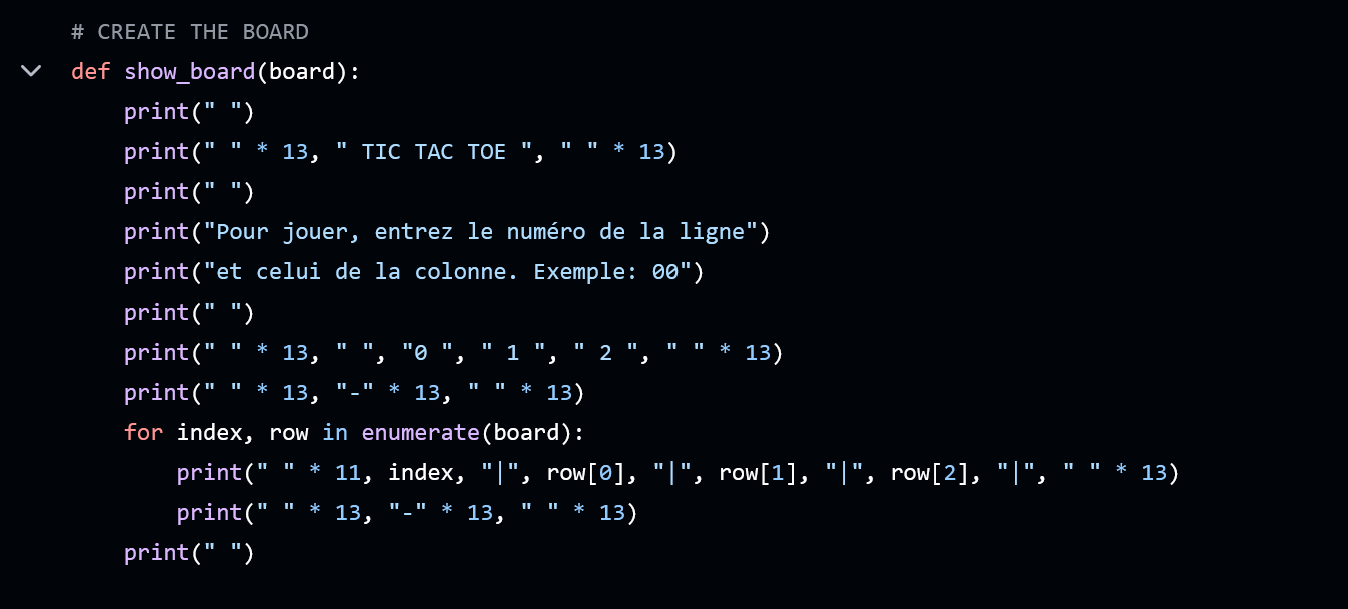 # CREATE THE BOARD
def show_board(board):
    print(" ")
    print(" " * 13, " TIC TAC TOE ", " " * 13)
    print(" ")
    print("Pour jouer, entrez le numéro de la ligne")
    print("et celui de la colonne. Exemple: 00")
    print(" ")
    print(" " * 13, " ", "0 ", " 1 ", " 2 ", " " * 13)
    print(" " * 13, "-" * 13, " " * 13)
    for index, row in enumerate(board):
        print(" " * 11, index, "|", row[0], "|", row[1], "|", row[2], "|", " " * 13)
        print(" " * 13, "-" * 13, " " * 13)
    print(" ")